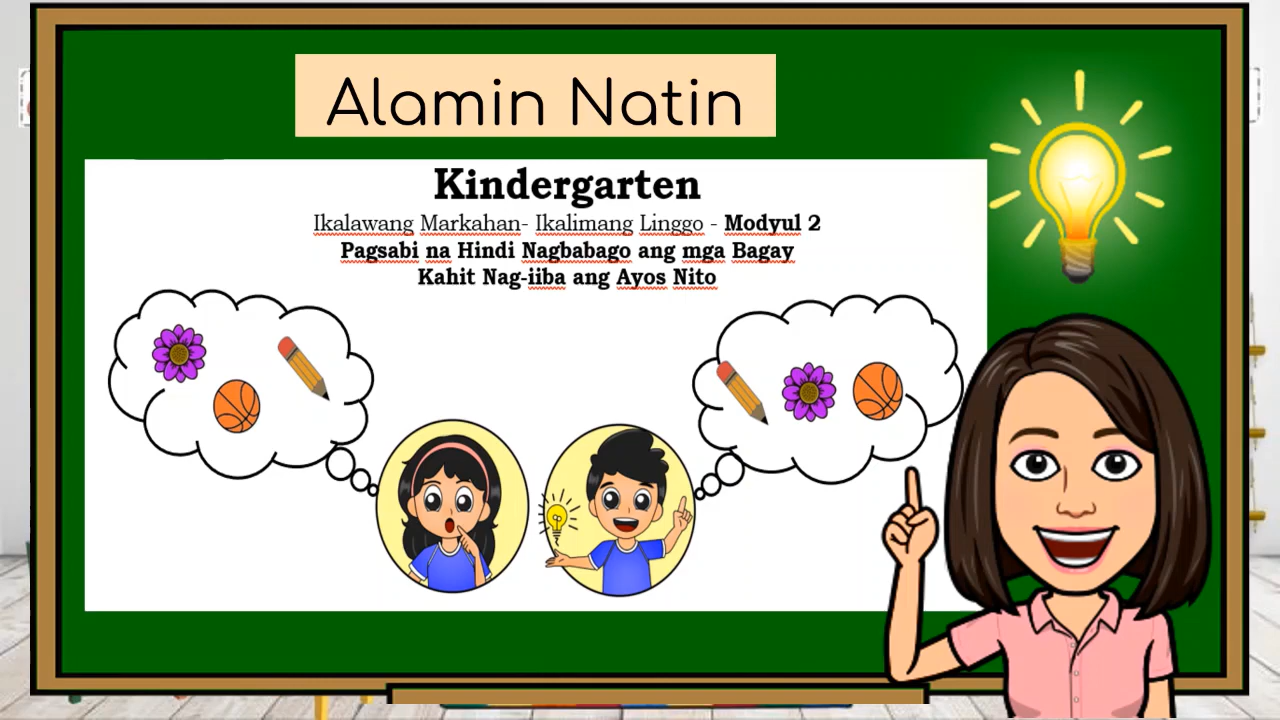 Alamin Natin
Kindergarten
Ikalawang Markahan- Ikalimang Linggo - Modyul 2
Pagsabi na Hindi Nagbabago ang mga Bagay
Kahit Nag-iiba ang Ayos Nito